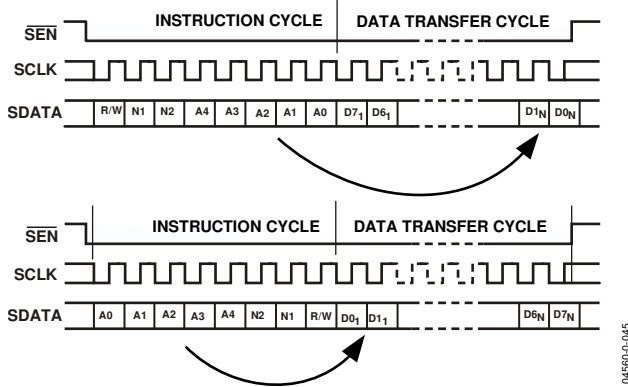 INSTRUCTION CYCLE DATA TRANSFER CYCLE
SEN
SCLK
SDATA R/W N1 N2 A4 A3 A2 A1 A0 D71 D61 D1N D0N
INSTRUCTION CYCLE DATA TRANSFER CYCLE
SEN
SCLK
SDATA A0 A1 A2 A3 A4 N2 N1 R/W D01 D11 D6N D7N
04560-0-045